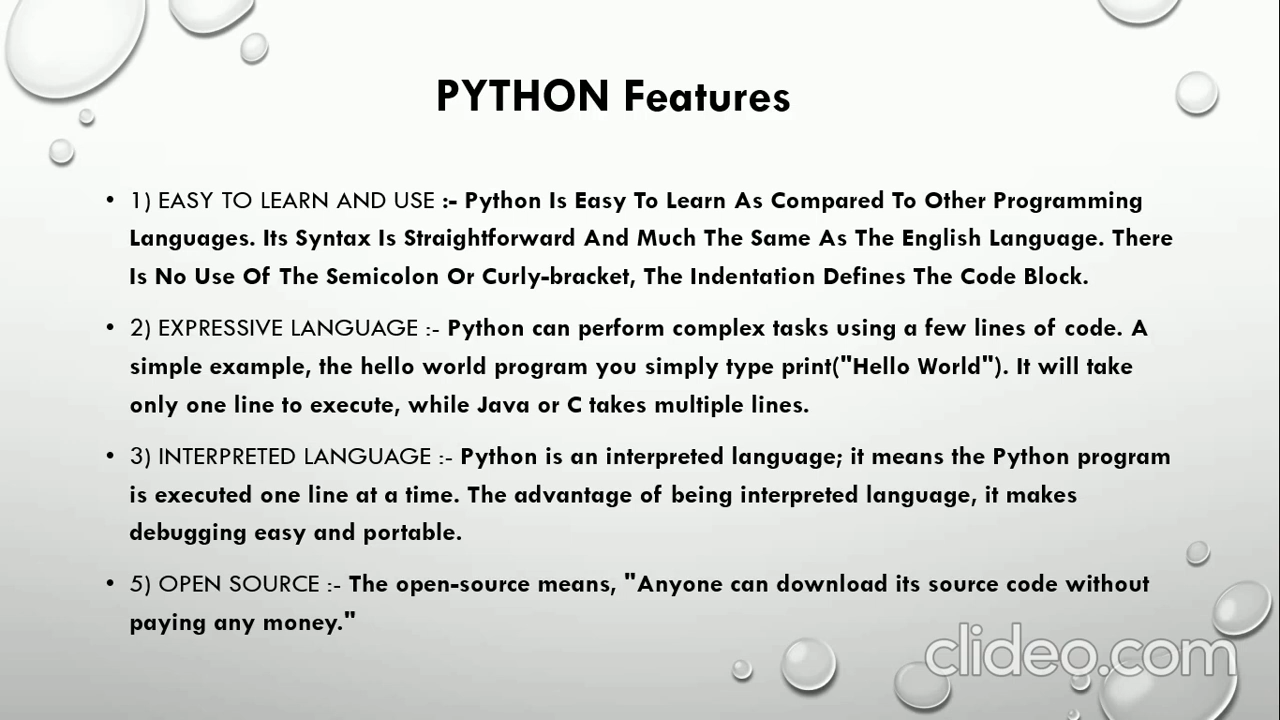 PYTHON Features
• 1) EASY TO LEARN AND USE :- Python Is Easy To Learn As Compared To Other Programming
Languages. Its Syntax Is Straightforward And Much The Same As The English Language. There
Is No Use Of The Semicolon Or Curly-bracket, The Indentation Defines The Code Block.
• 2) EXPRESSIVE LANGUAGE :- Python can perform complex tasks using a few lines of code. A
simple example, the hello world program you simply type print("Hello World"). It will take
only one line to execute, while Java or C takes multiple lines.
• 3) INTERPRETED LANGUAGE :- Python is an interpreted language; it means the Python program
is executed one line at a time. The advantage of being interpreted language, it makes
debugging easy and portable.
• 5) OPEN SOURCE :- The open-source means, "Anyone can download its source code without
paying any money."
clideo.com